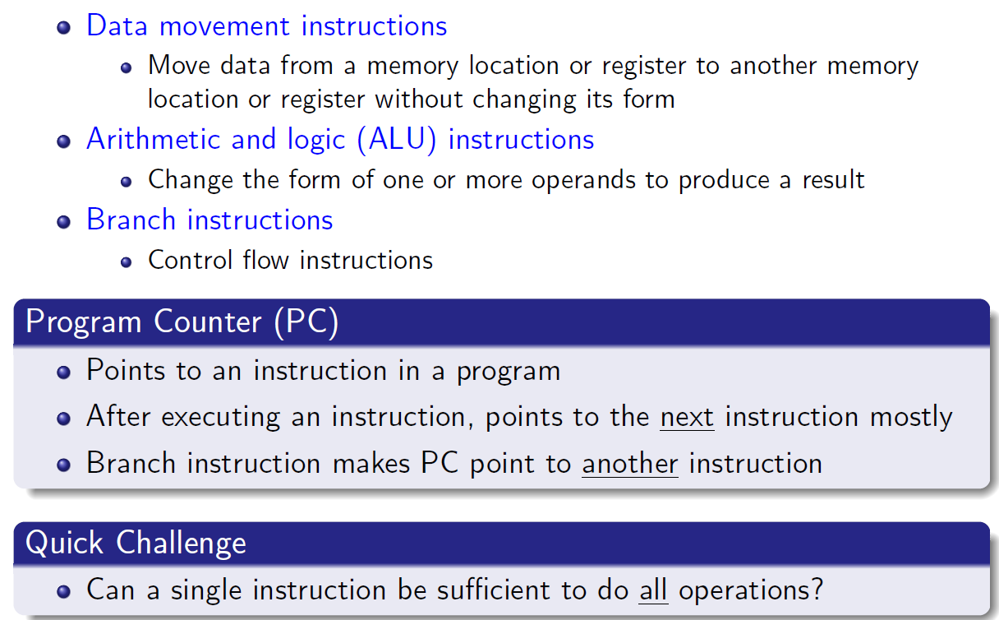 Data movement instructions
Move data from a memory location or register to another memory
location or register without changing its form
Arithmetic and logic (ALU) instructions
Change the form of one or more operands to produce a result
Branch instructions
Control flow instructions
Program Counter (PC)
Points to an instruction in a program
After executing an instruction, points to the next instruction mostly
Branch instruction makes PC point to another instruction
Quick Challenge
Can a single instruction be sufficient to do all operations?